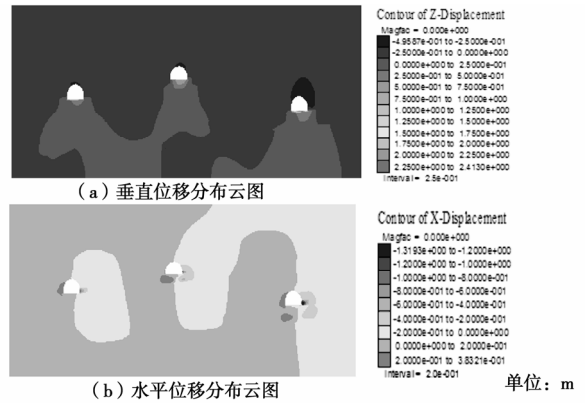 Contour of Z-Displacement
Magfac = 0.000e+000
-4.9587e-001 to -2.5000e-001
-2.5000e-001 to 0.0000e+000
0.0000e+000 to 2.5000e-001
2.5000e-001 to 5.0000e-001
5.0000e-001 to 7.5000e-001
7.5000e-001 to 1.0000e+000
1.0000e+000 to 1.2500e+000
1.2500e+000 to 1.5000e+000
1.5000e+000 to 1.7500e+000
1.7500e+000 to 2.0000e+000
2.0000e+000 to 2.2500e+000
2.2500e+000 to 2.4130e+000
Interval = 2.5e-001
（a）垂直位移分布云图
Contour of X-Displacement
Magfac = 0.000e+000
-1.3193e+000 to -1.2000e+000
-1.2000e+000 to -1.0000e+000
-1.0000e+000 to -8.0000e-001
-8.0000e-001 to -6.0000e-001
-6.0000e-001 to -4.0000e-001
-4.0000e-001 to -2.0000e-001
-2.0000e-001 to 0.0000e+000
0.0000e+000 to 2.0000e-001
2.0000e-001 to 3.8321e-001
Interval = 2.0e-001
（b）水平位移分布云图
单位：m